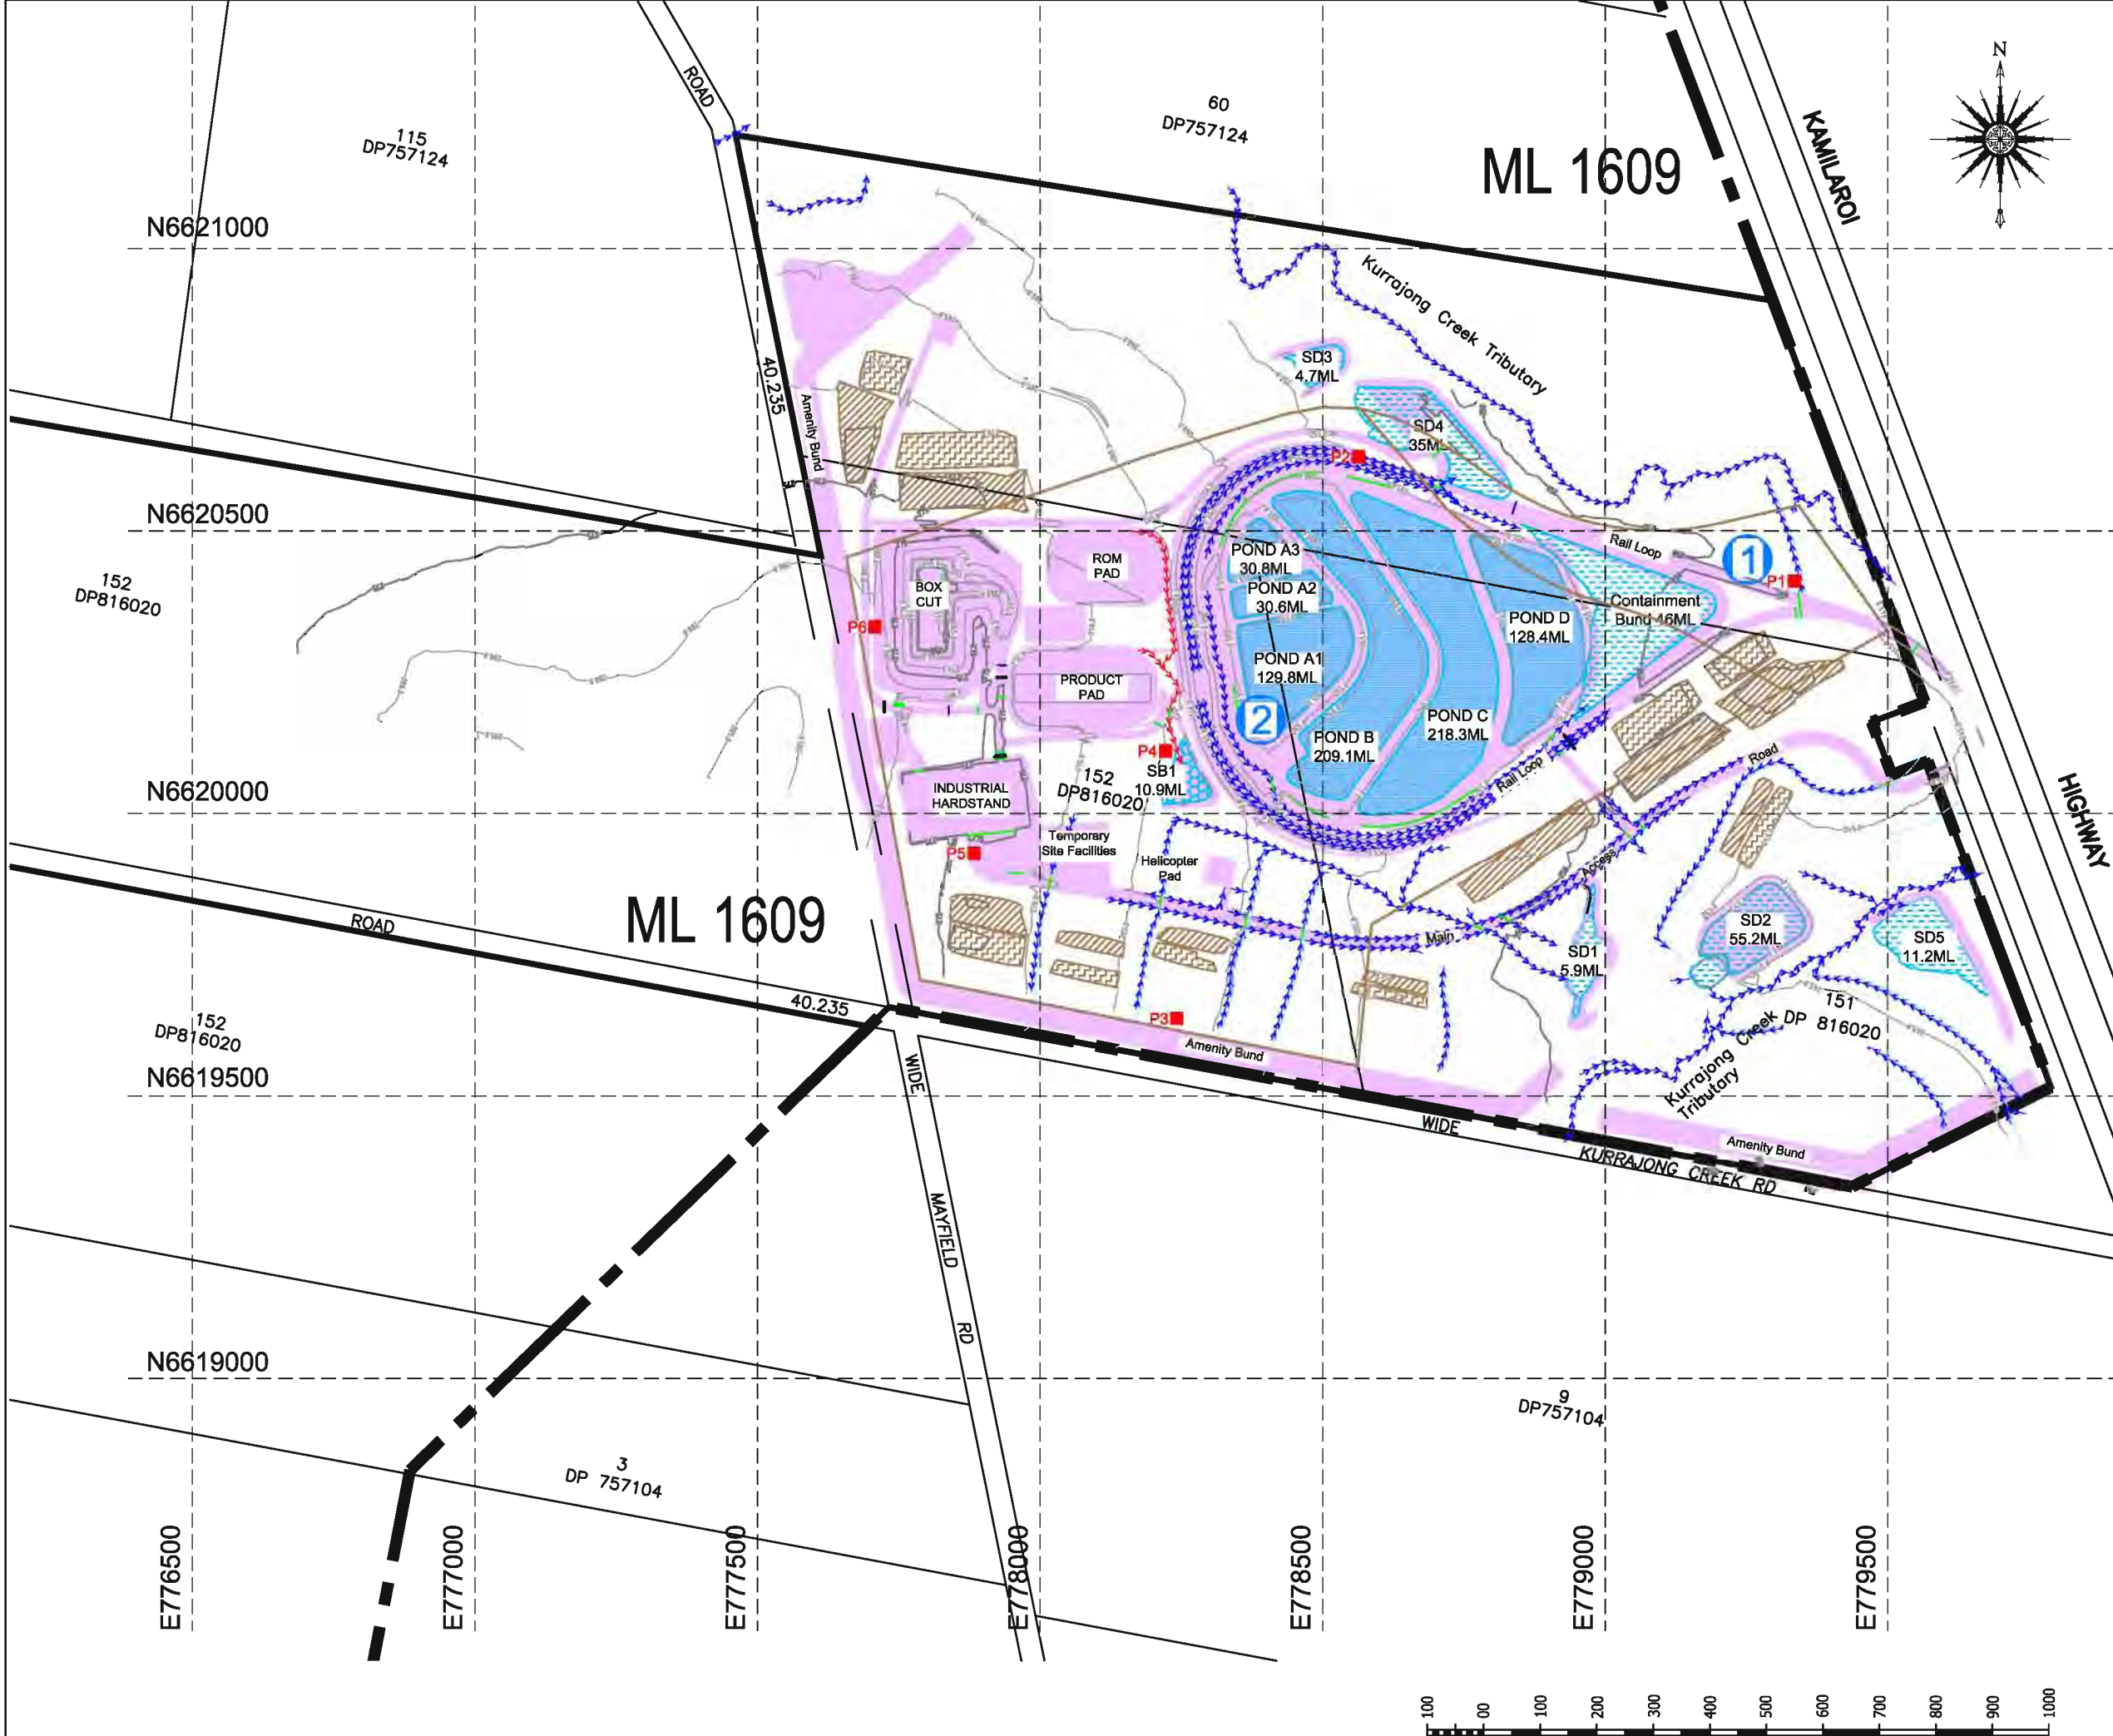 N
ROAD
60
DP757124
115
DP757124
ML 1609
KAMILAROI
N6621000
Kurrajong Creek Tributary
SD3
4.7ML
40.235
Amenity Bund
SD4
35ML
P2
N6620500
Rail Loop
1
P1
POND A3
30.8ML
ROM
PAD
BOX
CUT
POND A2
30.6ML
152
DP816020
Containment
Bund 46ML
POND D
128.4ML
P6
POND A1
129.8ML
PRODUCT
PAD
2
POND C
218.3ML
POND B
209.1ML
P4
SB1
10.9ML
152
DP816020
Rail Loop
Road
N6620000
INDUSTRIAL
HARDSTAND
HIGHWAY
Temporary
Site Facilities
P5
Helicopter
Pad
Access
ML 1609
ROAD
Main
SD2
55.2ML
SD5
11.2ML
SD1
5.9ML
40.235
151
DP 816020
152
DP816020
P3
Amenity Bund
Kurrajong Creek
Tributary
N6619500
WIDE
WIDE
Amenity Bund
KURRAJONG CREEK RD
MAYFIELD
RD
N6619000
9
DP757104
3
DP 757104
E776500
E777000
E777500
E778000
E778500
E779000
E779500
100
00
100
200
300
400
500
600
700
800
900
1000